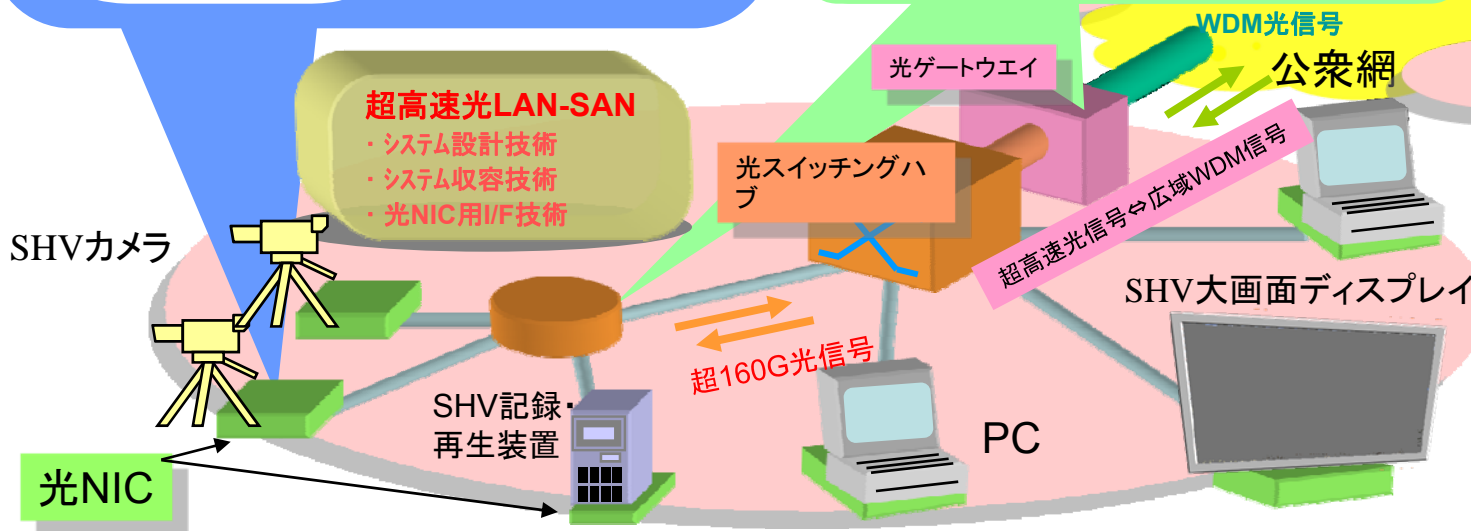 WDM光信号
公衆網
光ゲートウエイ
超高速光LAN-SAN
・ｼｽﾃﾑ設計技術
・ｼｽﾃﾑ収容技術
・光NIC用I/F技術
光スイッチングハ
ブ
超高速光信号⇔広域WDM信号
SHVカメラ
SHV大画面ディスプレイ
超160G光信号
SHV記録・
再生装置
PC
光NIC